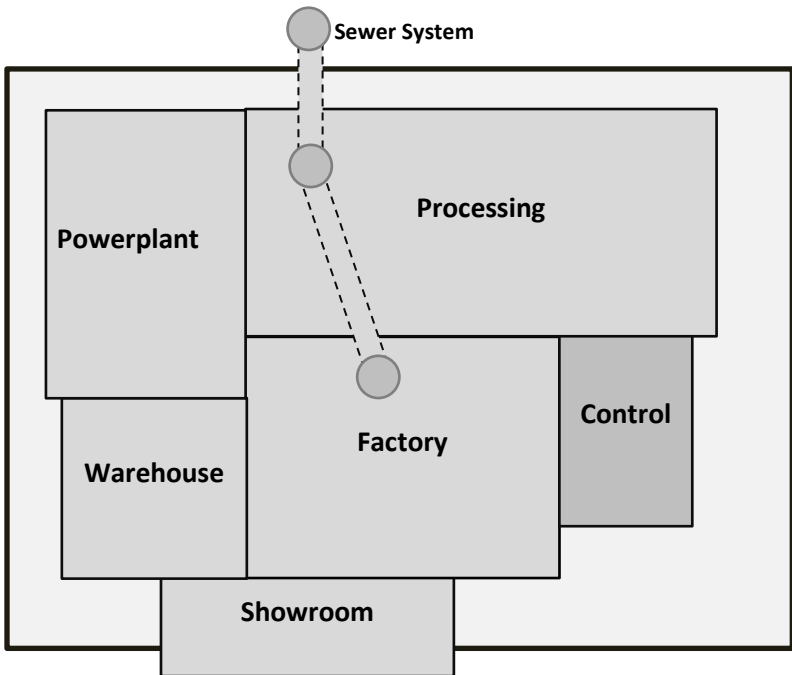 Sewer System
Processing
Powerplant
Control
Factory
Warehouse
Showroom